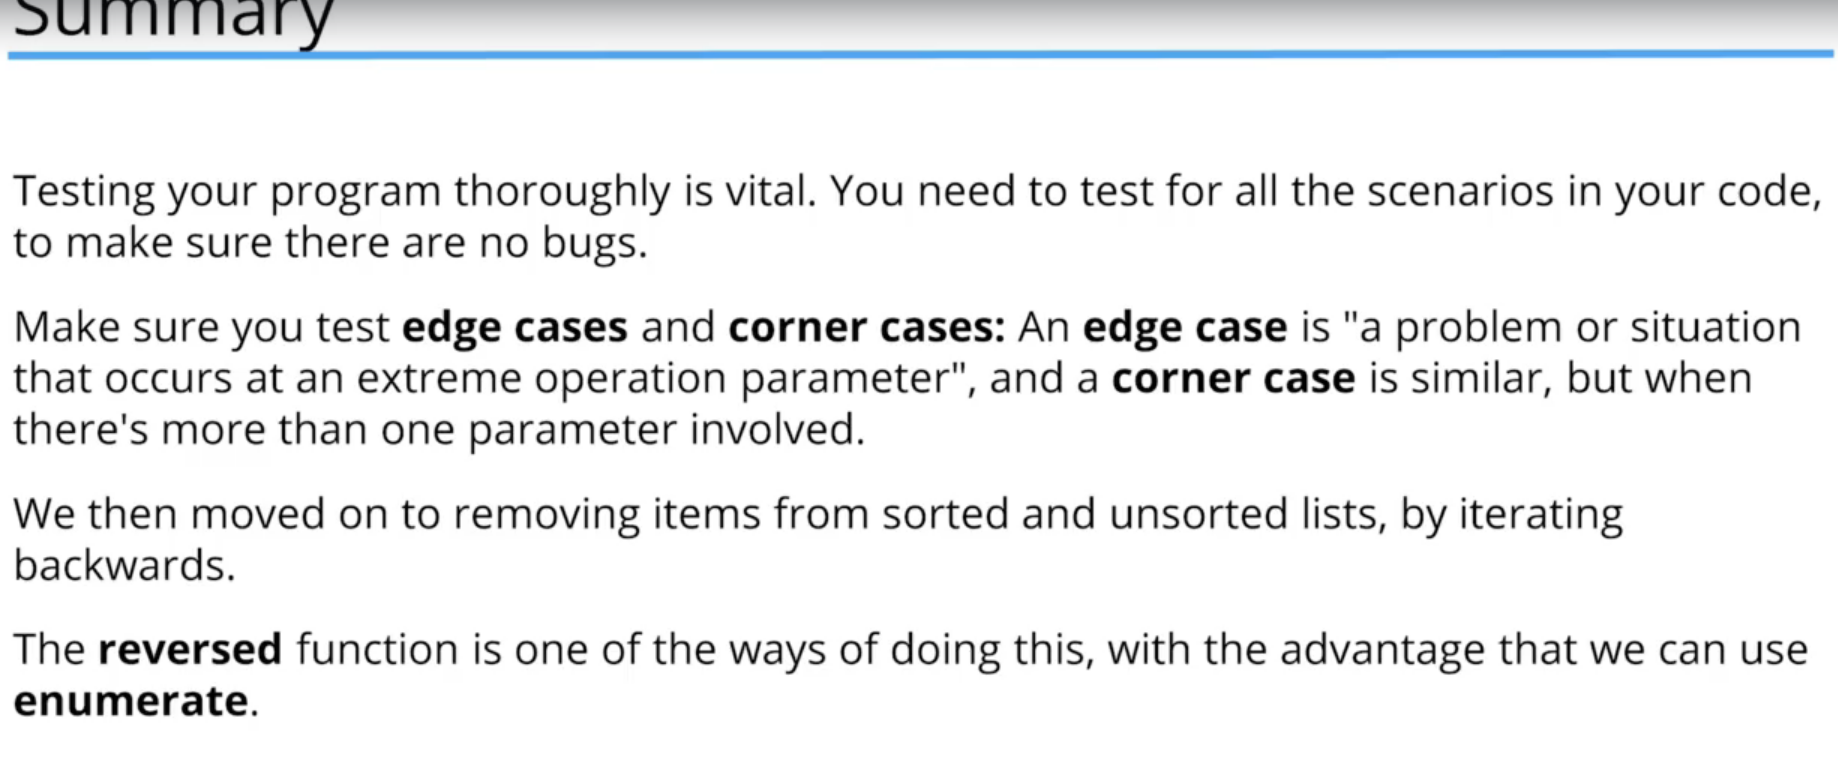 Summary
Testing your program thoroughly is vital. You need to test for all the scenarios in your code,
to make sure there are no bugs.
Make sure you test edge cases and corner cases: An edge case is "a problem or situation
that occurs at an extreme operation parameter", and a corner case is similar, but when
there's more than one parameter involved.
We then moved on to removing items from sorted and unsorted lists, by iterating
backwards.
The reversed function is one of the ways of doing this, with the advantage that we can use
enumerate.